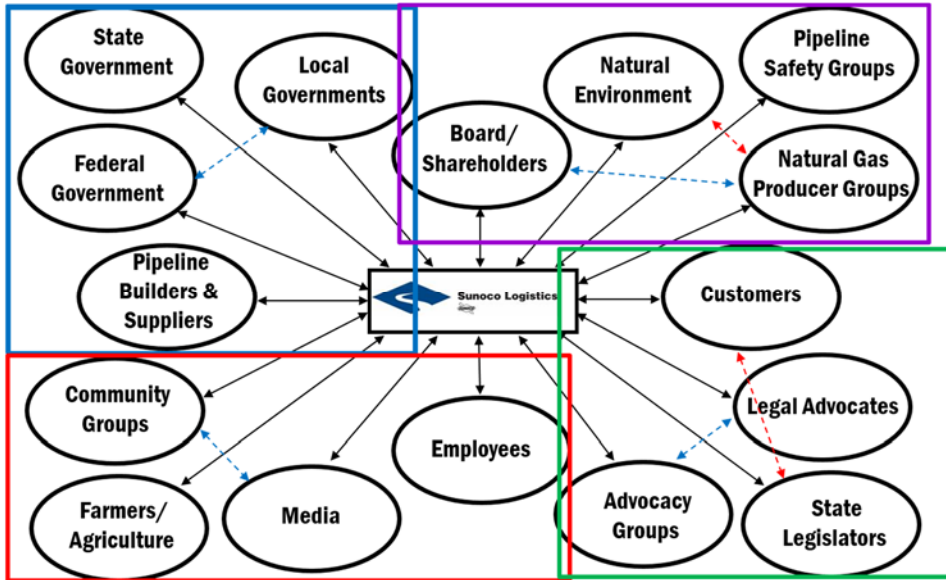 State
Government
Local
Governments
Federal
Government
Pipeline
Builders &
Suppliers
Board/
Shareholders
Natural
Environment
Pipeline
Safety Groups
Natural Gas
Producer Groups
Sunoco Logistics
Customers
Legal Advocates
State
Legislators
Advocacy
Groups
Community
Groups
Farmers/
Agriculture
Media
Employees